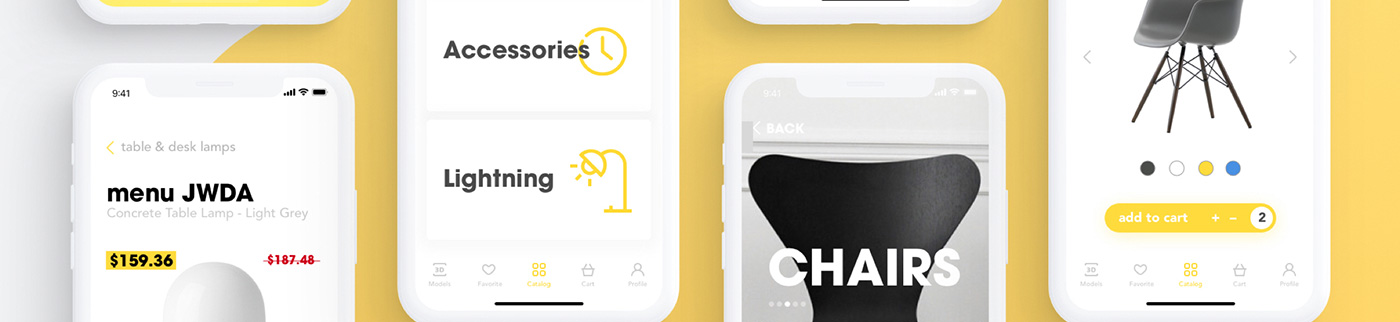 9:41
table & desk lamps
menu JWDA
Concrete Table Lamp - Light Grey
$159.36
$187.48
Accessories
Lightning
3D
Models
Favorite
Catalog
Cart
Profile
9:41
BACK
CHAIRS
add to cart + – 2
3D
Models
Favorite
Catalog
Cart
Profile